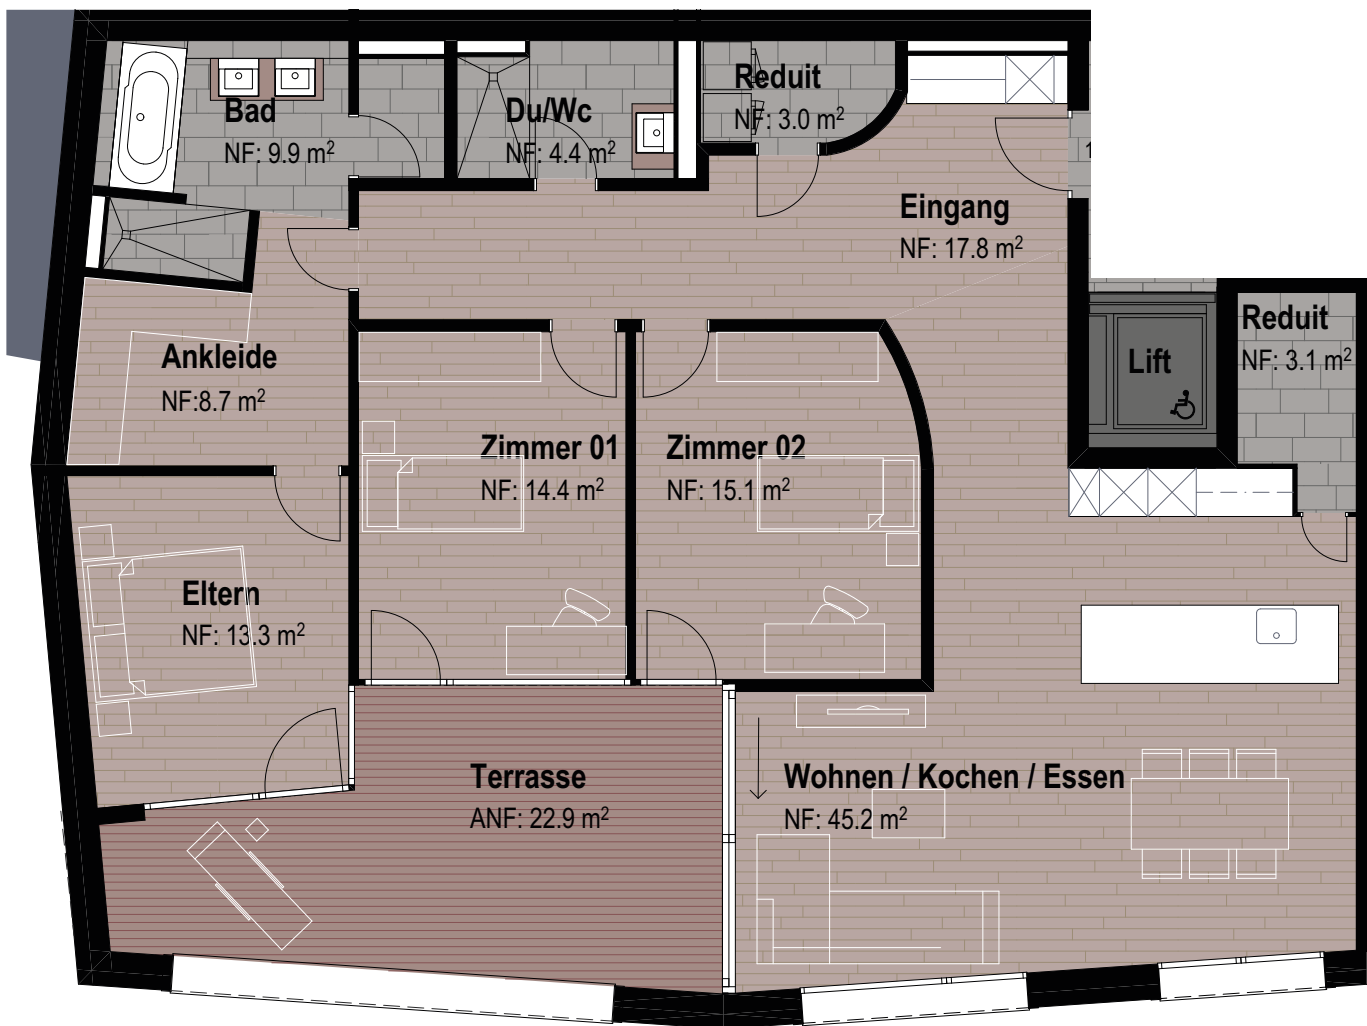 Bad
NF: 9.9 m²
Du/Wc
NF: 4.4 m²
Reduit
NF: 3.0 m²
Eingang
NF: 17.8 m²
Ankleide
NF:8.7 m²
Lift
Reduit
NF: 3.1 m²
Zimmer 01
NF: 14.4 m²
Zimmer 02
NF: 15.1 m²
Eltern
NF: 13.3 m²
Terrasse
ANF: 22.9 m²
Wohnen / Kochen / Essen
NF: 45.2 m²